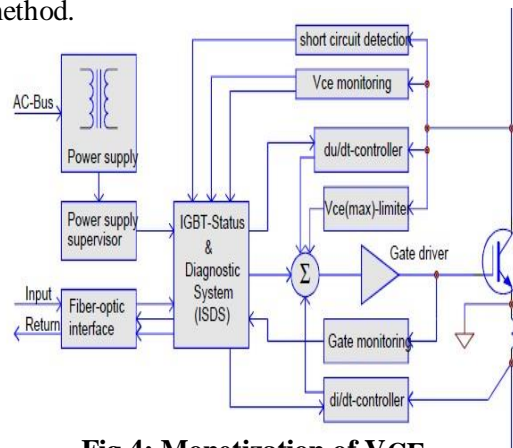 ethod.
short circuit detection
Vce monitoring
AC-Bus
du/dt-controller
Power supply
Vce(max)-limiter
IGBT-Status
&
Diagnostic
System
(ISDS)
Power supply
supervisor
Gate driver
Σ
Input
Return
Fiber-optic
interface
Gate monitoring
di/dt-controller
Fig 4: Monetization of VCE